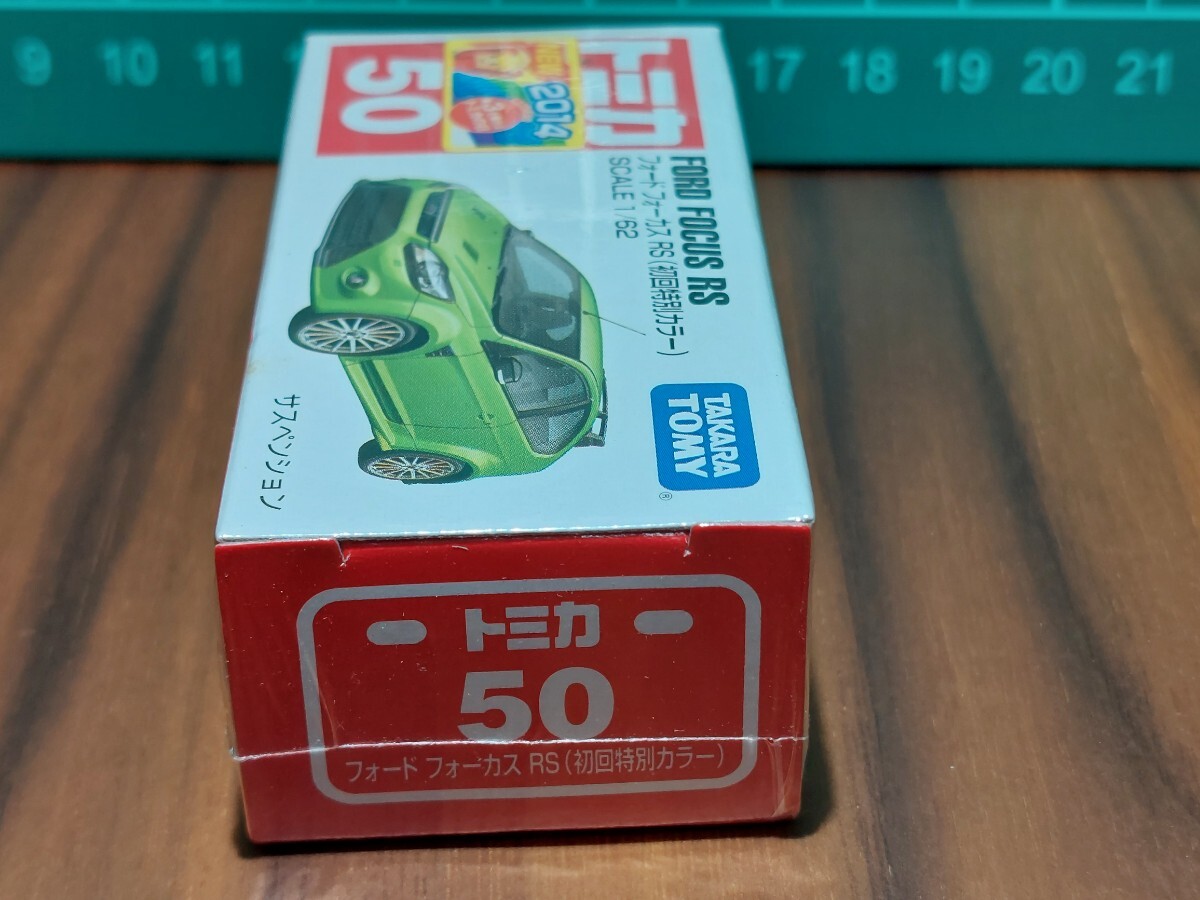 9 10 11 17 18 19 20 21
トミカ
50
NEW 2014
FORD FOCUS RS
フォード フォーカス RS (初回特別カラー)
SCALE 1/62
TAKARA
TOMY
®
サスペンション
トミカ
50
フォード フォーカス RS (初回特別カラー)